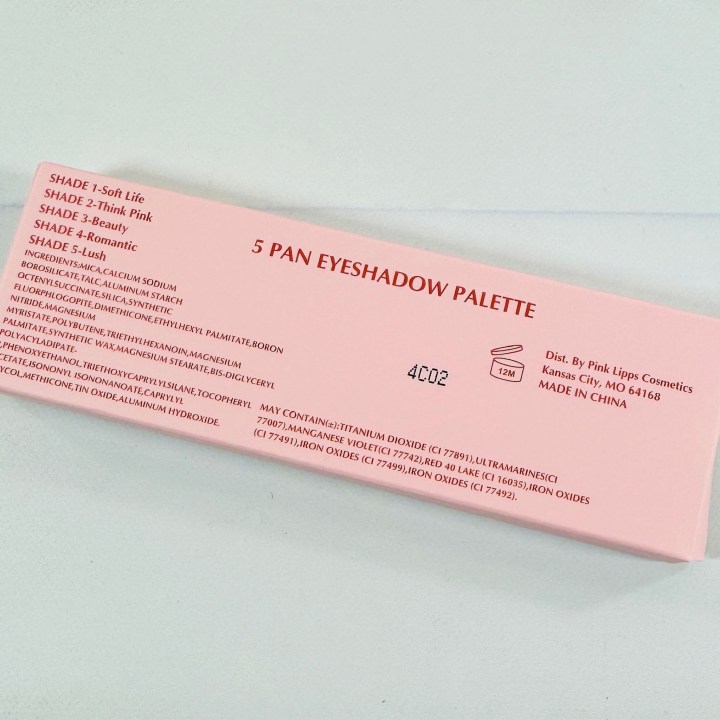 SHADE 1-Soft Life
SHADE 2-Think Pink
SHADE 3-Beauty
SHADE 4-Romantic
SHADE 5-Lush
INGREDIENTS:MICA,CALCIUM SODIUM
BOROSILICATE,TALC,ALUMINUM STARCH
OCTENYLSUCCINATE,SILICA,SYNTHETIC
FLUORPHLOGOPITE,DIMETHICONE,ETHYLHEXYL PALMITATE,BORON
NITRIDE,MAGNESIUM
MYRISTATE,POLYBUTENE,TRIETHYLHEXANOIN,MAGNESIUM
PALMITATE,SYNTHETIC WAX,MAGNESIUM STEARATE,BIS-DIGLYCERYL
POLYACYLADIPATE-
,PHENOXYETHANOL,TRIETHOXYCAPRYLYLSILANE,TOCOPHERYL
CETATE,ISONONYL ISONONANOATE,CAPRYLYL
YCOL,METHICONE,TIN OXIDE,ALUMINUM HYDROXIDE.
5 PAN EYESHADOW PALETTE
4C02
12M
Dist. By Pink Lipps Cosmetics
Kansas City, MO 64168
MADE IN CHINA
MAY CONTAIN(±):TITANIUM DIOXIDE (CI 77891),ULTRAMARINES(CI
77007),MANGANESE VIOLET(CI 77742),RED 40 LAKE (CI 16035),IRON OXIDES
(CI 77491),IRON OXIDES (CI 77499),IRON OXIDES (CI 77492).